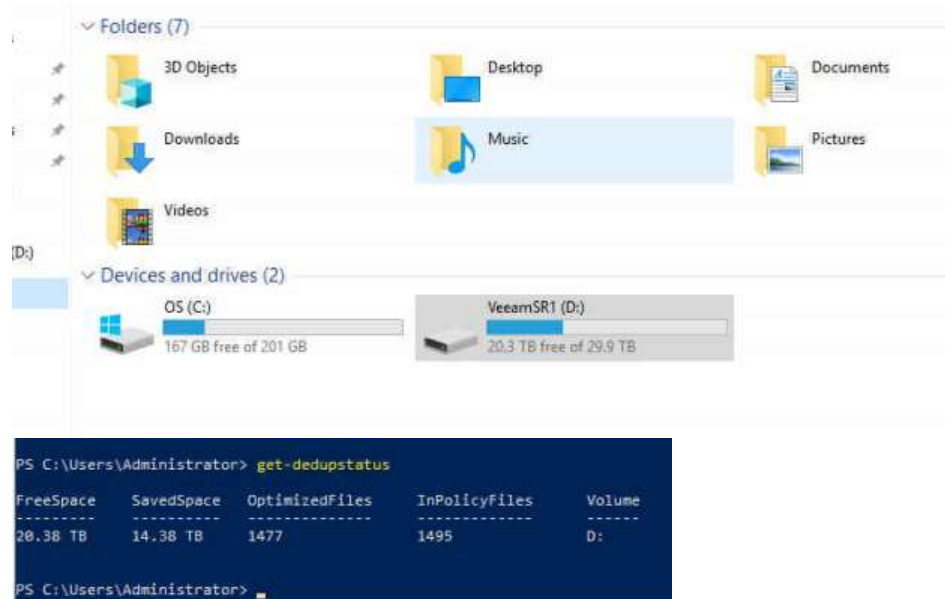 Folders (7)
3D Objects Desktop Documents
Downloads Music Pictures
Videos
(D:)
Devices and drives (2)
OS (C:) VeeamSR1 (D:)
167 GB free of 201 GB 20.3 TB free of 29.9 TB
PS C:\Users\Administrator> get-dedupstatus
FreeSpace SavedSpace OptimizedFiles InPolicyFiles Volume
--------- ---------- -------------- ------------- ------
20.38 TB 14.38 TB 1477 1495 D:
PS C:\Users\Administrator> _